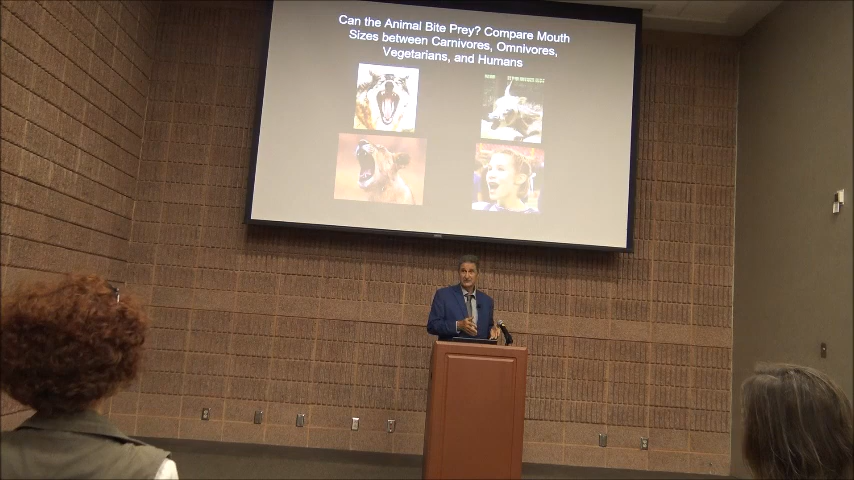 Can the Animal Bite Prey? Compare Mouth
Sizes between Carnivores, Omnivores,
Vegetarians, and Humans